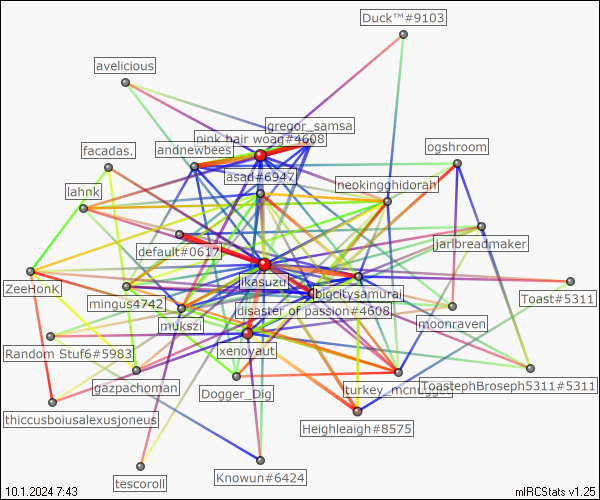 Duck™#9103
avelicious
gregor_samsa
pink hair woag#4608
andnewbees
ogshroom
facadas.
asad#6947
neokingghidorah
lahnk
default#0617
jarlbreadmaker
ikasuzu
ZeeHonk
bigcitysamurai
Toast#5311
mingus4742
disaster of passion#4608
mukszi
moonraven
xenoyaut
Random Stuf6#5983
gazpachoman
Dogger_Dig
turkey_mcnugget
ToastephBroseph5311#5311
thiccusboiusalexusjoneus
Heighleaigh#8575
tescoroll
Knowun#6424
10.1.2024 7:43
mIRCStats v1.25